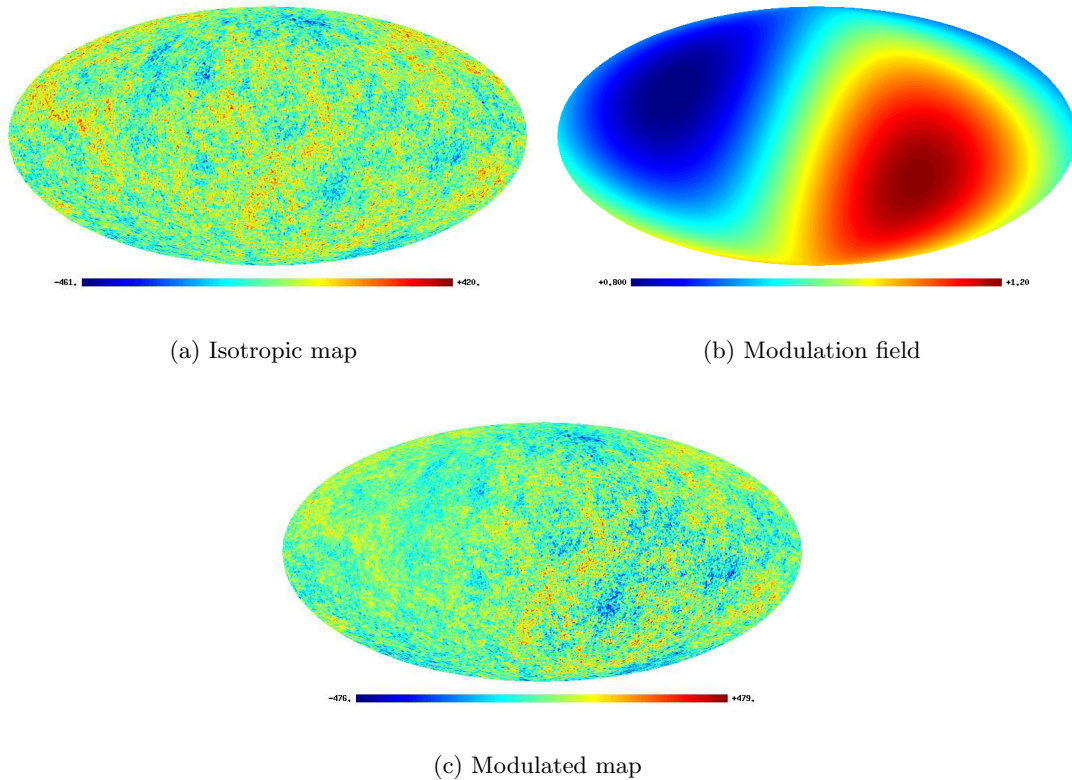 -461. +420. +0.800 +1.20
(a) Isotropic map (b) Modulation field
-476. +479.
(c) Modulated map